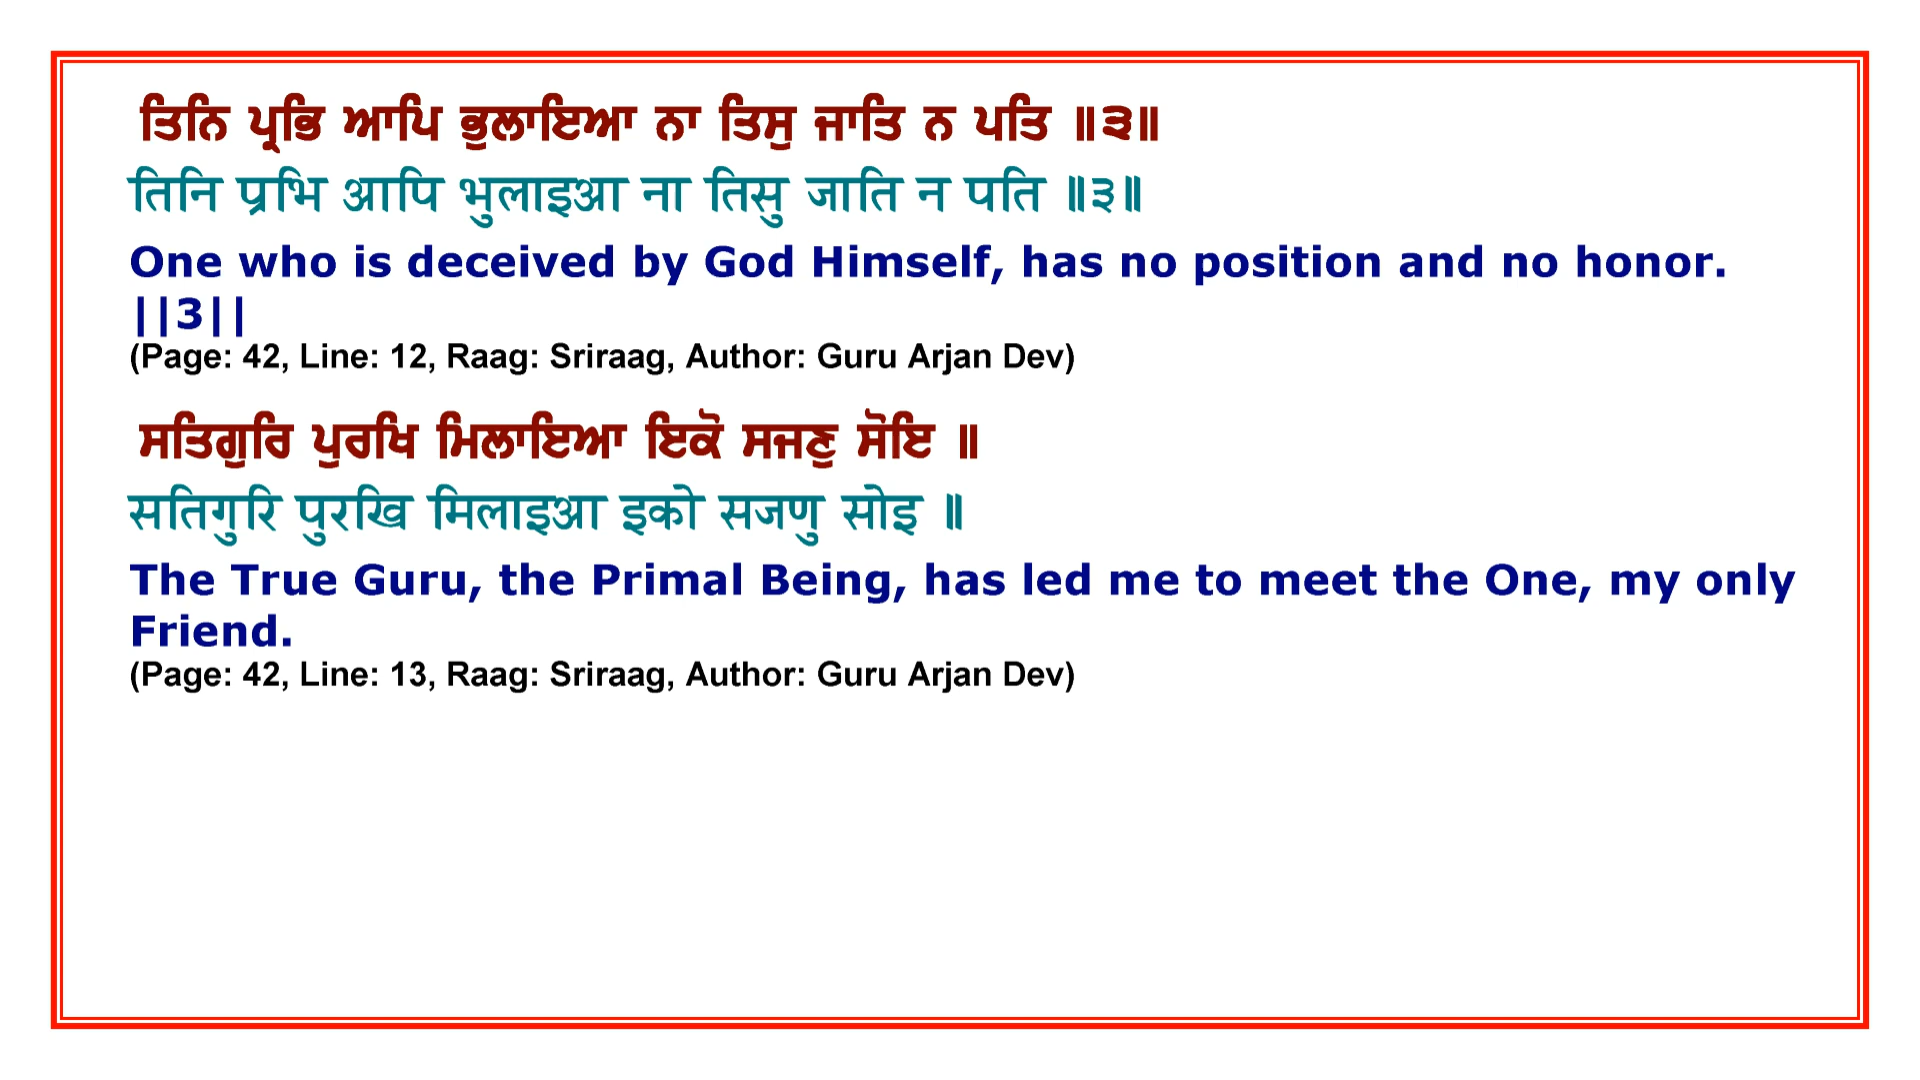 ਤਿਨਿ ਪ੍ਰਭਿ ਆਪਿ ਭੁਲਾਇਆ ਨਾ ਤਿਸੁ ਜਾਤਿ ਨ ਪਤਿ ॥੩॥
तिनि प्रभि आपि भुलाइआ ना तिसु जाति न पति ॥३॥
One who is deceived by God Himself, has no position and no honor.
||3||
(Page: 42, Line: 12, Raag: Sriraag, Author: Guru Arjan Dev)
ਸਤਿਗੁਰਿ ਪੁਰਖਿ ਮਿਲਾਇਆ ਇਕੋ ਸਜਣੁ ਸੋਇ ॥
सतिगुरि पुरखि मिलाइआ इको सजणु सोइ ॥
The True Guru, the Primal Being, has led me to meet the One, my only
Friend.
(Page: 42, Line: 13, Raag: Sriraag, Author: Guru Arjan Dev)